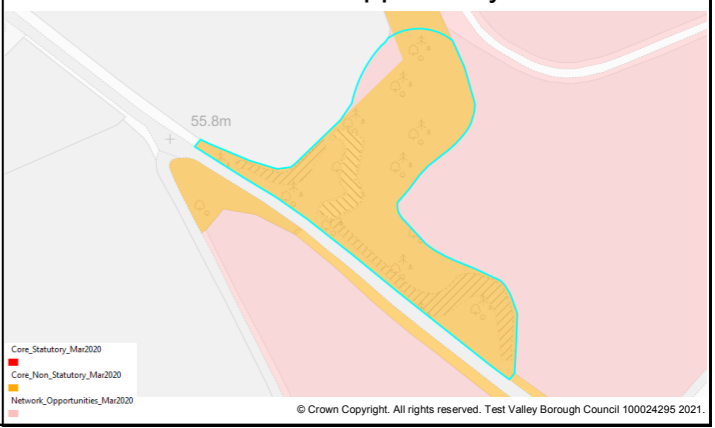 55.8m
Core_Statutory_Mar2020
Core_Non_Statutory_Mar2020
Network_Opportunities_Mar2020
© Crown Copyright. All rights reserved. Test Valley Borough Council 100024295 2021.